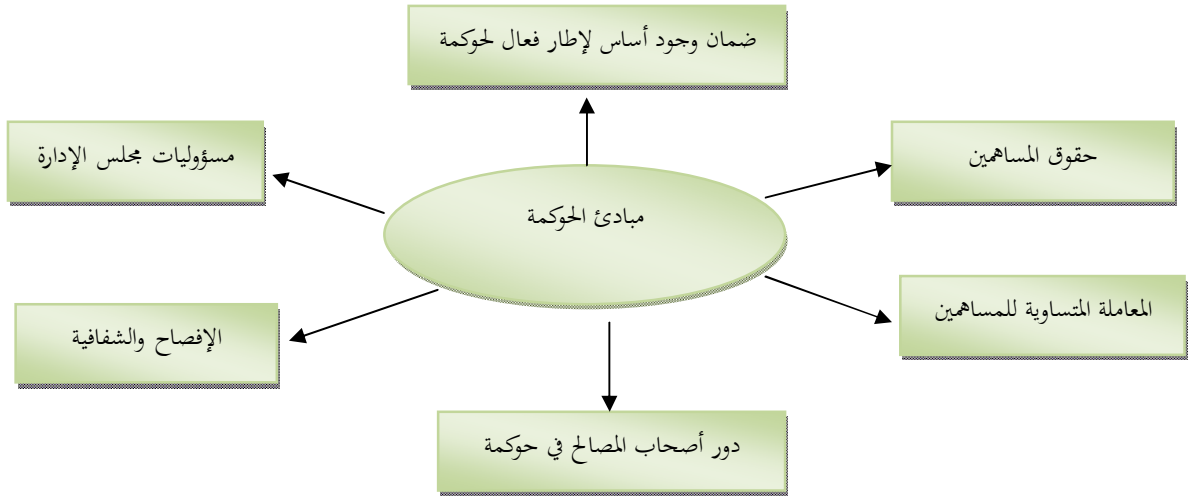 ضمان وجود أساس لإطار فعال لحوكمة
حقوق المساهمين
مسؤوليات مجلس الإدارة
مبادئ الحوكمة
المعاملة المتساوية للمساهمين
الإفصاح والشفافية
دور أصحاب المصالح في حوكمة